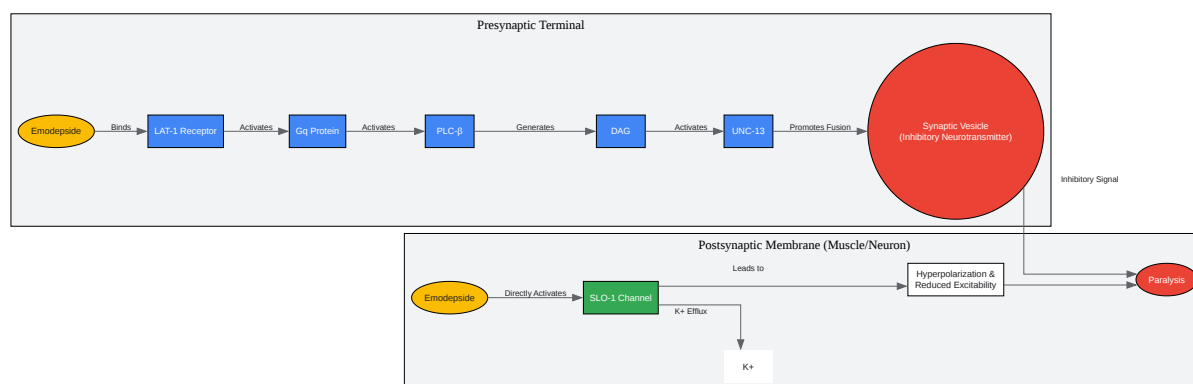 Presynaptic Terminal
Emodepside
Binds
LAT-1 Receptor
Activates
Gq Protein
Activates
PLC-β
Generates
DAG
Activates
UNC-13
Promotes Fusion
Synaptic Vesicle
(Inhibitory Neurotransmitter)
Inhibitory Signal
Postsynaptic Membrane (Muscle/Neuron)
Emodepside
Directly Activates
SLO-1 Channel
Leads to
K+ Efflux
Hyperpolarization &
Reduced Excitability
Paralysis
K+